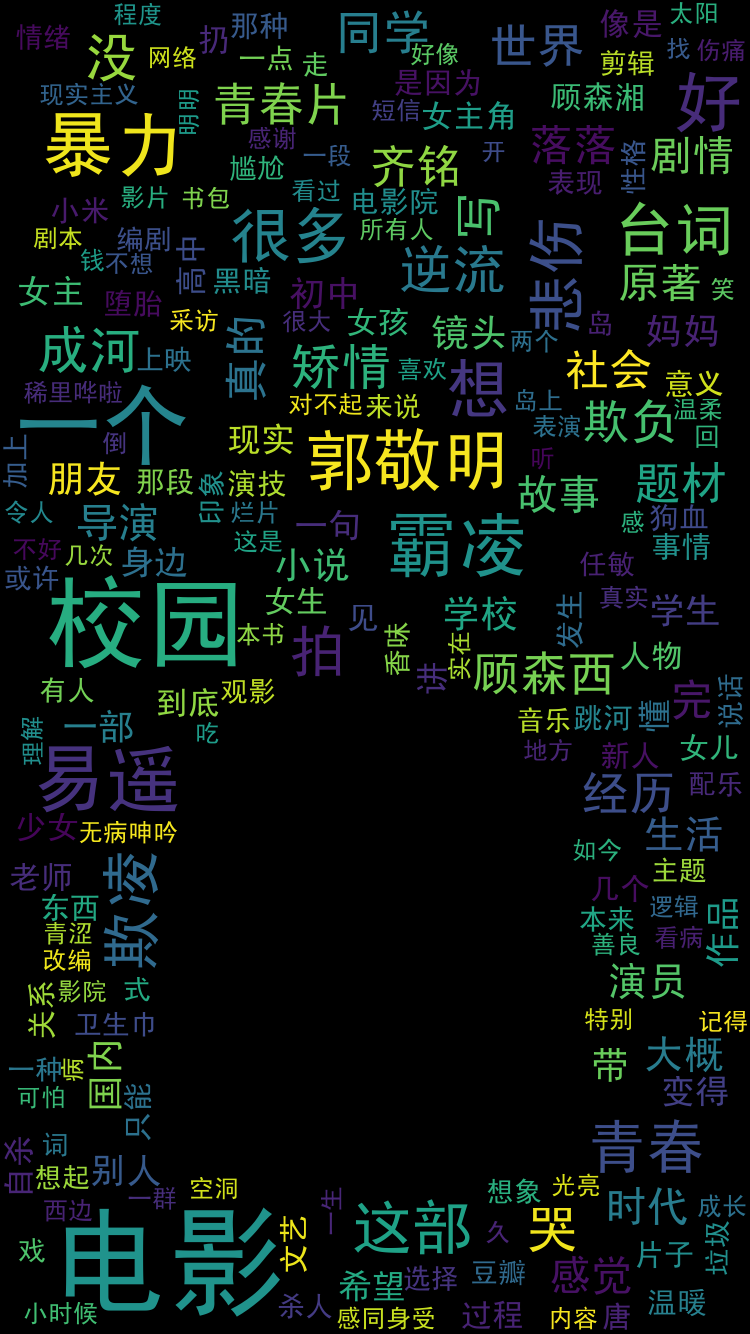 程度
太阳
情绪
没
网络
扔
那种
一点
走
同学
好像
世界
像是
剪辑
找
伤痛
好
现实主义
明明
青春片
感谢
短信
是因为
女主角
顾森湘
落落
剧情
暴力
尴尬
一段
齐铭
开
表现
性格
小米
影片
书包
看过
电影院
写
剧本
编剧
高中
很多
所有人
台词
钱
不想
黑暗
逆流
悲伤
原著
笑
女主
堕胎
采访
初中
很大
女孩
镜头
两个
岛
妈妈
成河
上映
真的
矫情
喜欢
想
社会
意义
稀里哗啦
一个
对不起
来说
岛上
表演
欺负
温柔
回
加上
倒
现实
郭敬明
听
朋友
那段
印象
演技
故事
题材
令人
导演
烂片
一句
霸凌
感
狗血
不好
几次
身边
这是
小说
事情
或许
任敏
校园
女生
见
学校
发生
真实
学生
本书
拍
香味
讲
实在
顾森西
人物
有人
到底
观影
完
说话
理解
一部
吃
音乐
跳河
懂
易遥
地方
新人
女儿
经历
配乐
少女
无病呻吟
生活
老师
欺凌
如今
主题
东西
几个
逻辑
作品
青涩
本来
改编
善良
看病
关系
影院
式
演员
卫生巾
特别
记得
一种
病
国内
带
大概
可怕
只能
变得
自杀
词
青春
想起
别人
西边
一群
空洞
一生
想象
光亮
时代
成长
电影
文艺
这部
久
哭
戏
片子
垃圾
希望
选择
豆瓣
感觉
小时候
杀人
感同身受
过程
内容
唐
温暖